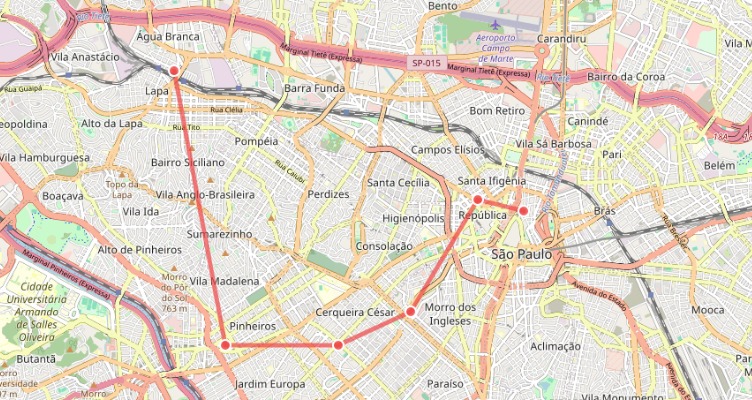 Bento
Água Branca
Carandiru
Aeroporto
Campo
de Marte
Marginal Tietê (Expressa)
Vila Anastácio
SP-015
Marginal Tietê (Expressa)
Bairro da Coroa
Rua Guaipá
Lapa
Barra Funda
Rua Clélia
Bom Retiro
Canindé
Alto da Lapa
Rua Tito
18A
Pompéia
Vila Sá Barbosa
Campos Elísios
Pari
Vila Hamburguesa
Bairro Siciliano
Belém
Rua Caiubi
Topo da
Lapa
Santa Cecília
Santa Ifigênia
Boaçava
Vila Anglo-Brasileira
Perdizes
Vila Ida
Higienópolis
República
Brás
Sumarezinho
Alto de Pinheiros
Consolação
São Paulo
Marginal Pinheiros (Expressa)
Vila Madalena
Morro
do Pôr
do Sol
763 m
Cidade
Universitária
Armando
de Salles
Oliveira
Avenida do Estado
Mooca
Cerqueira César
Morro dos
Ingleses
Pinheiros
Butantã
Aclimação
Jardim Europa
Paraíso
Vila Monumento